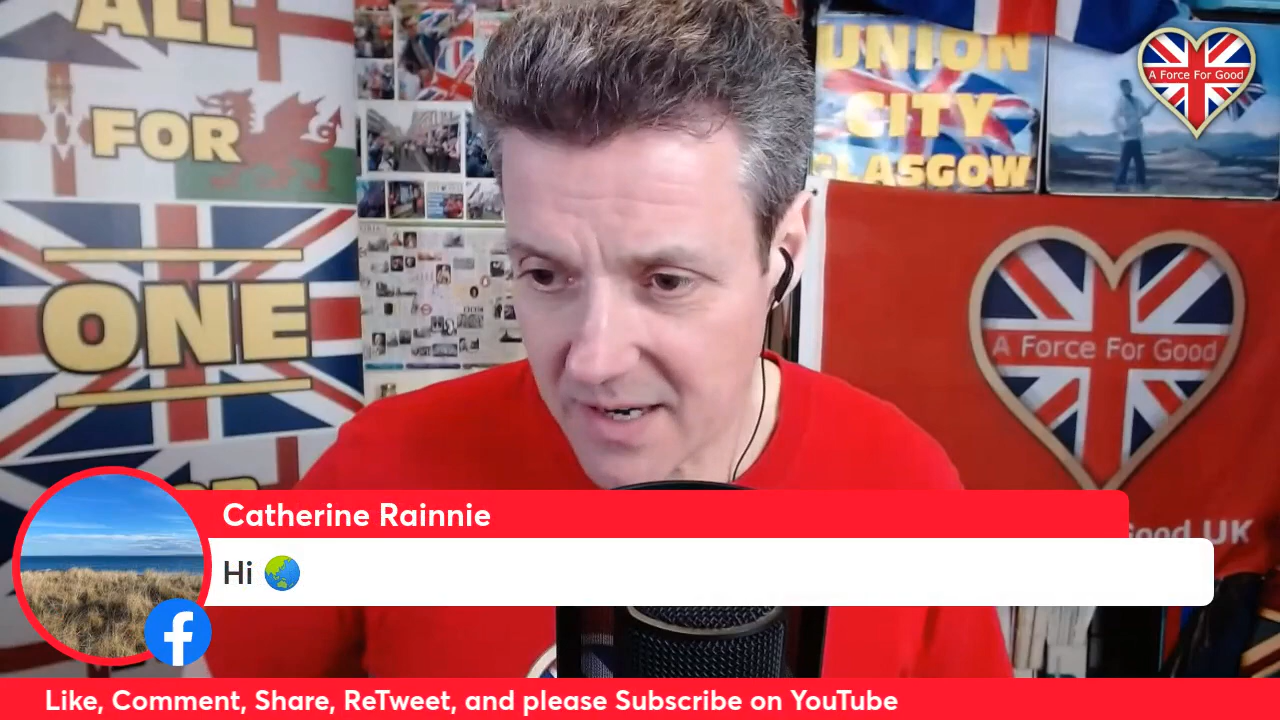 ALL
FOR
ONE
UNION
CITY
GLASGOW
A Force For Good
A Force For Good
UK
Catherine Rainnie
Hi 🌏
Like, Comment, Share, ReTweet, and please Subscribe on YouTube